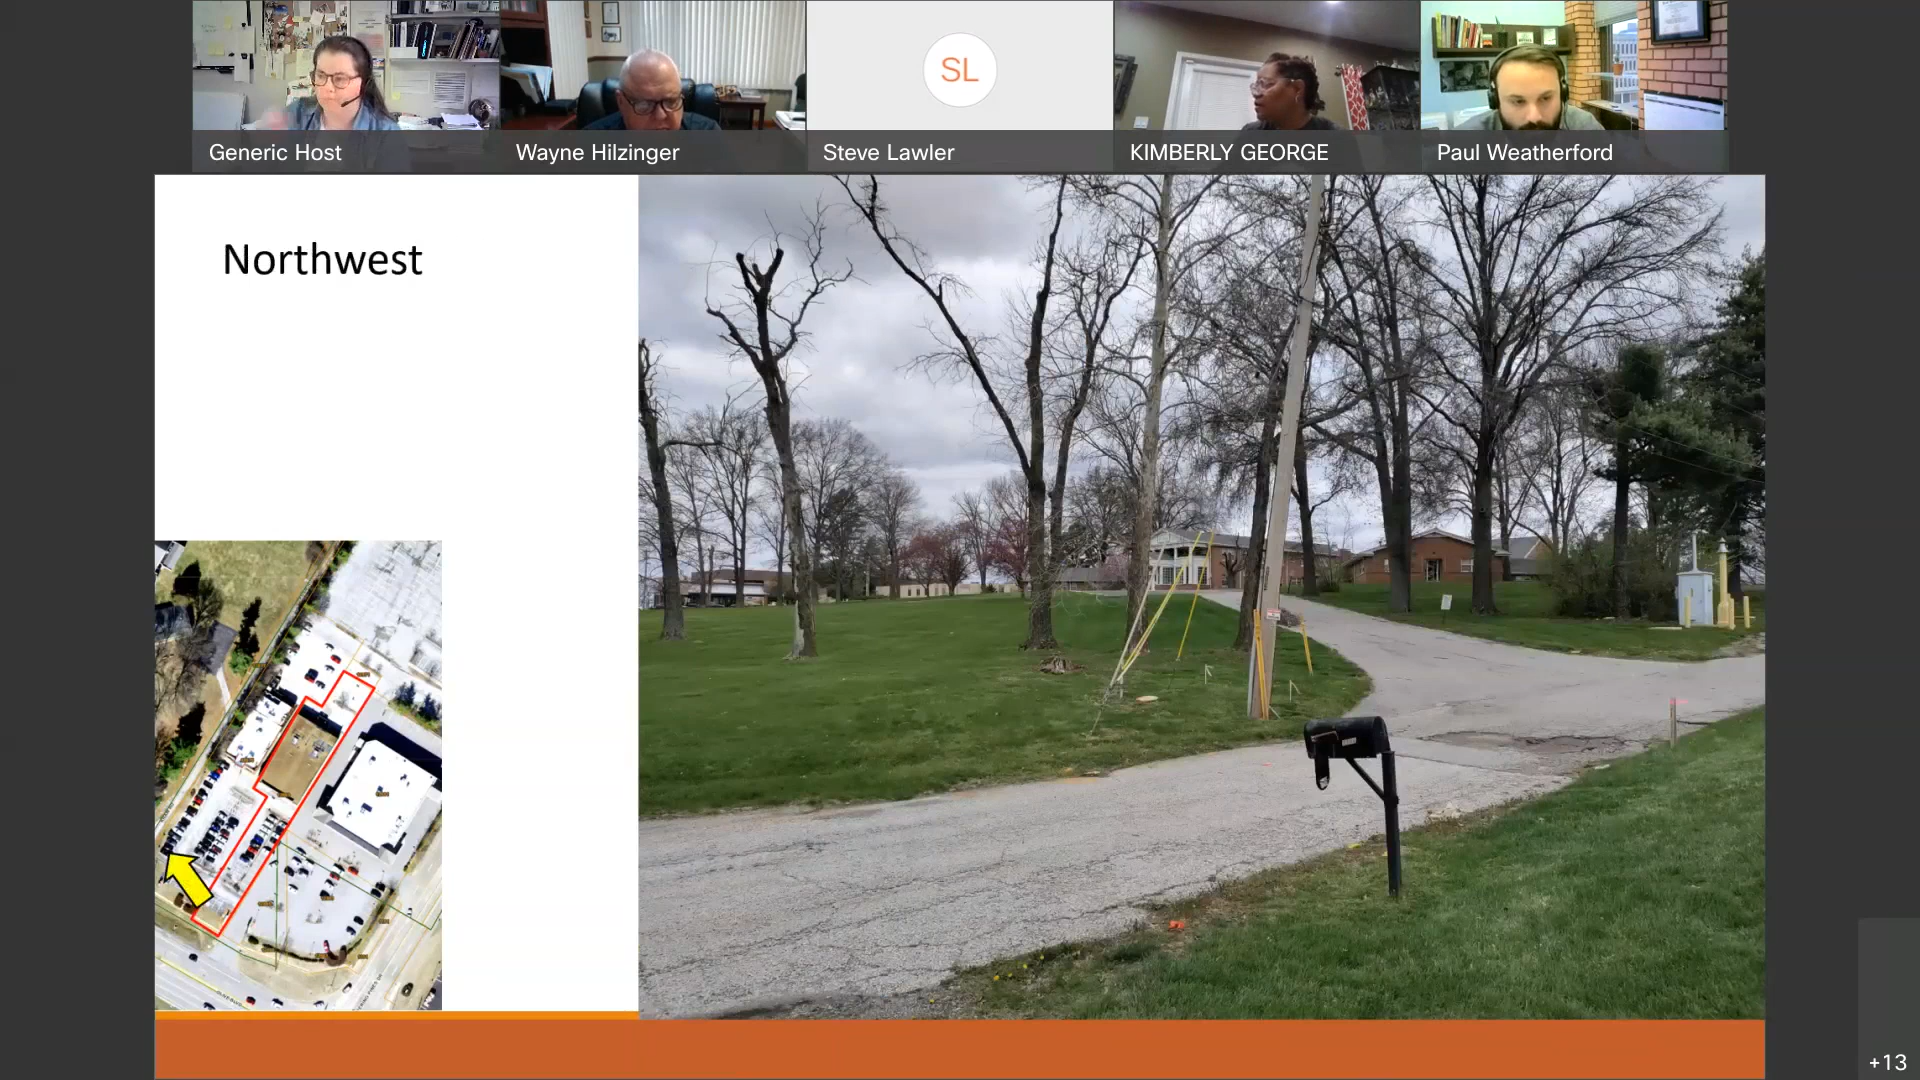 SL
Generic Host
Wayne Hilzinger
Steve Lawler
KIMBERLY GEORGE
Paul Weatherford
Northwest
+13